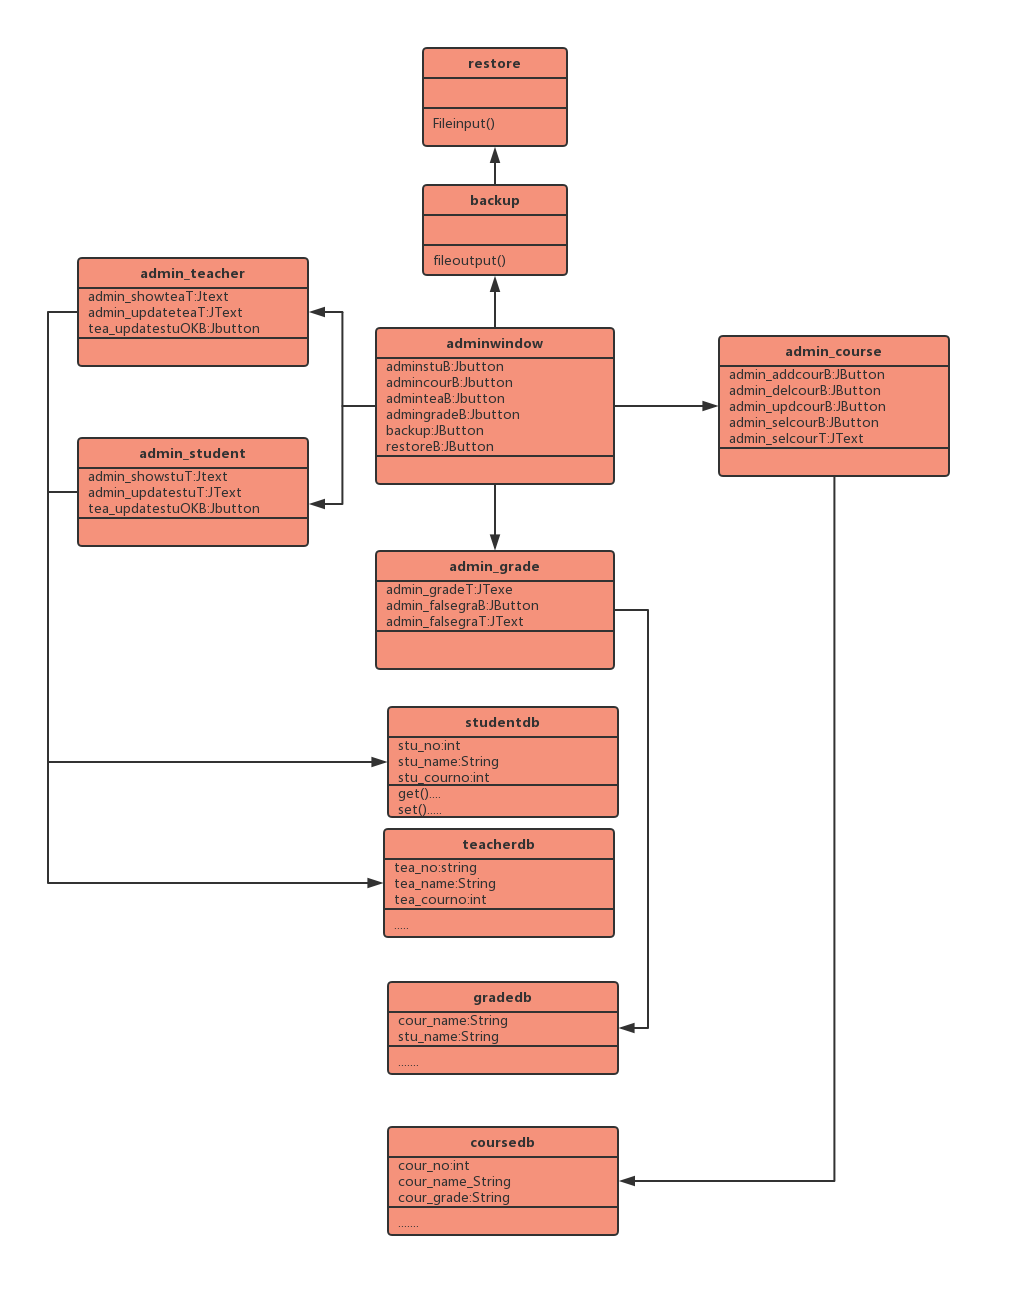 restore
Fileinput()
backup
fileoutput()
admin_teacher
admin_showteaT:Jtext
admin_updateteaT:JText
tea_updatestuOKB:Jbutton
adminwindow
adminstuB:Jbutton
admincourB:Jbutton
adminteaB:Jbutton
admingradeB:Jbutton
backup:JButton
restoreB:JButton
admin_course
admin_addcourB:JButton
admin_delcourB:JButton
admin_updcourB:JButton
admin_selcourB:JButton
admin_selcourT:JText
admin_student
admin_showstuT:Jtext
admin_updatestuT:JText
tea_updatestuOKB:Jbutton
admin_grade
admin_gradeT:JTexe
admin_falsegraB:JButton
admin_falsegraT:JText
studentdb
stu_no:int
stu_name:String
stu_courno:int
get()....
set().....
teacherdb
tea_no:string
tea_name:String
tea_courno:int
.....
gradedb
cour_name:String
stu_name:String
.......
coursedb
cour_no:int
cour_name_String
cour_grade:String
.......